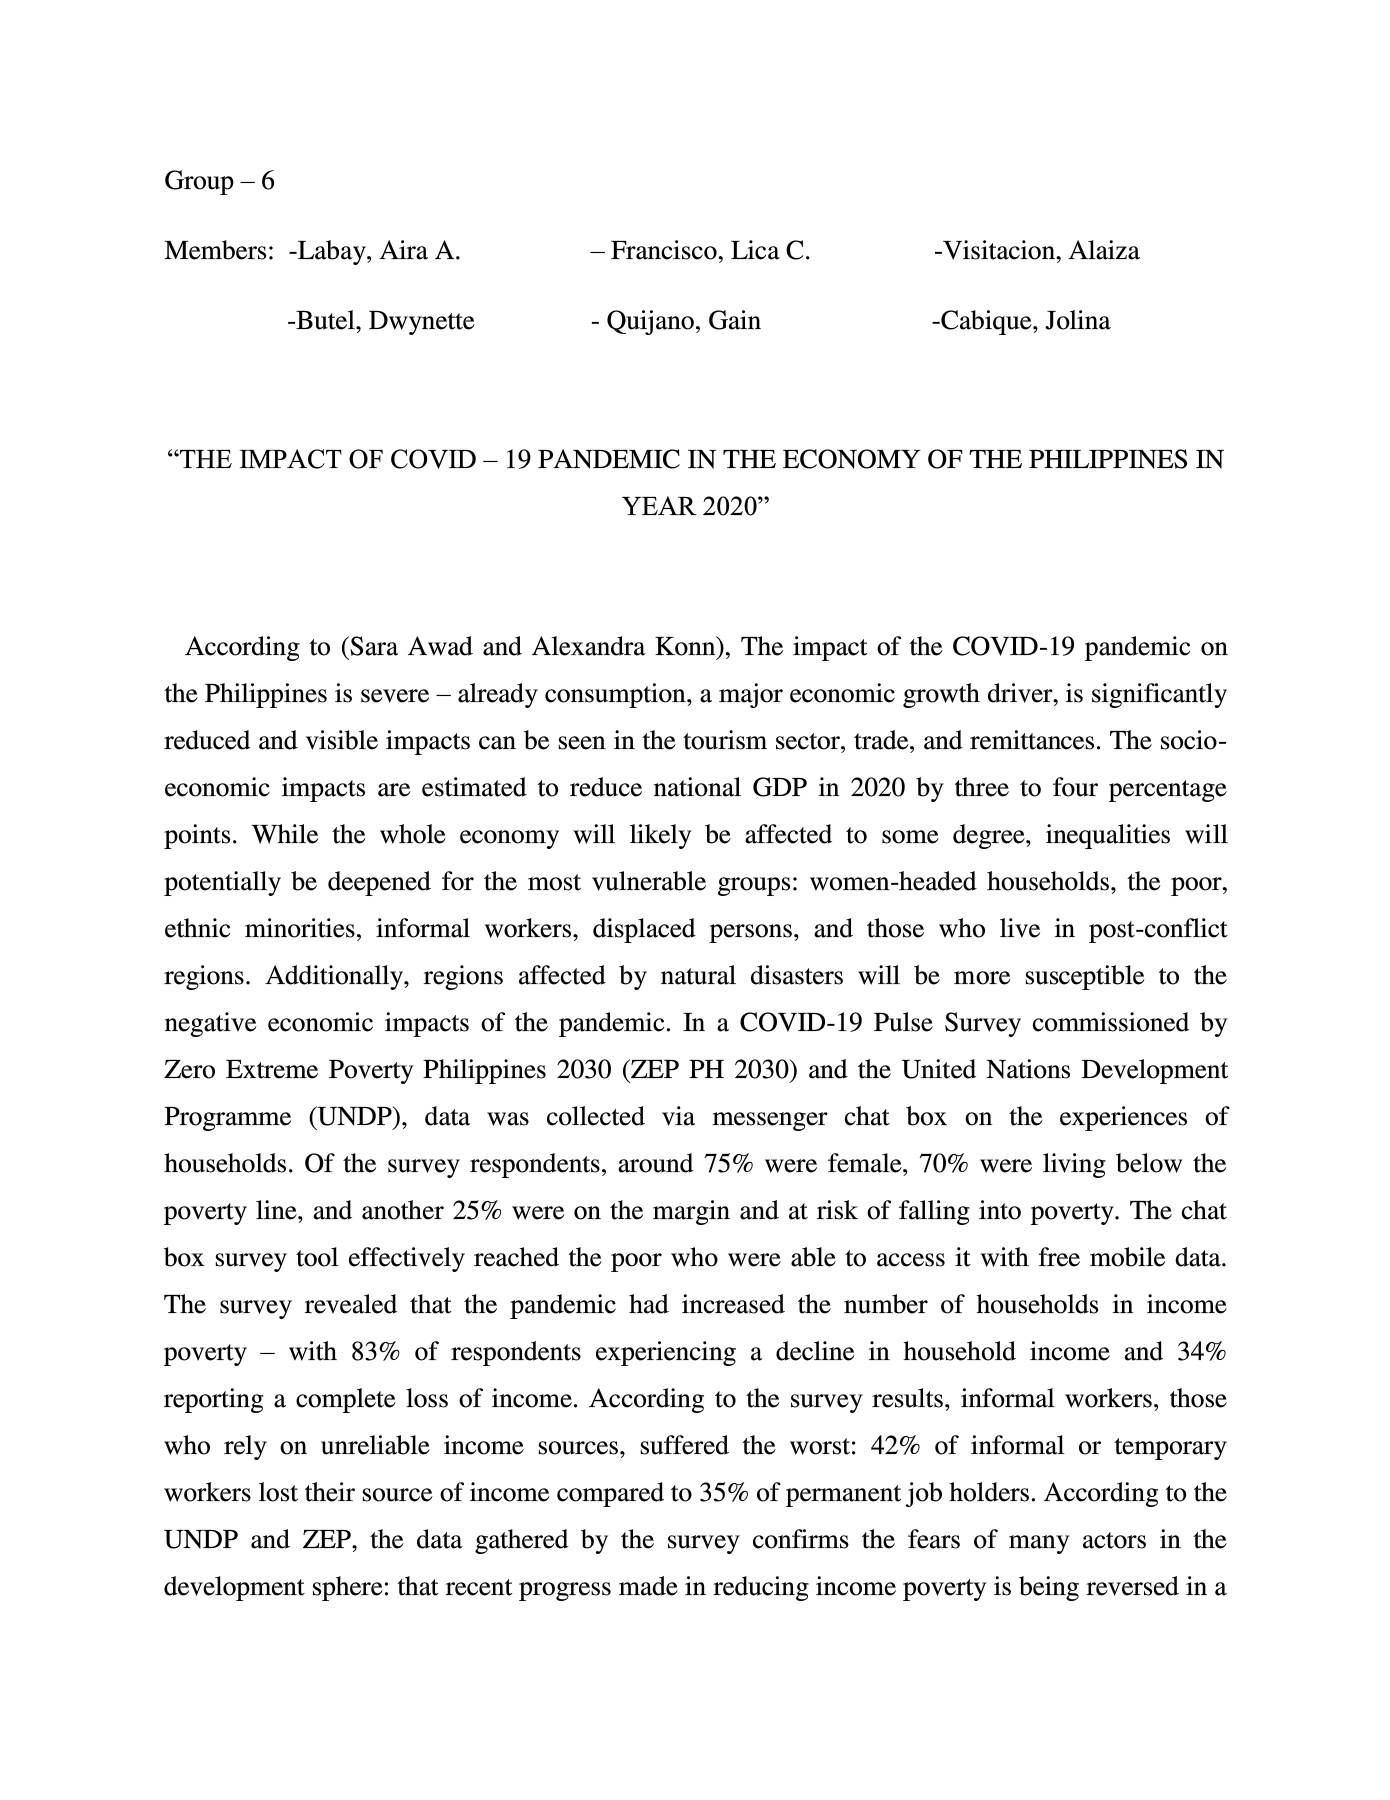 Group – 6
Members: -Labay, Aira A. – Francisco, Lica C. -Visitacion, Alaiza
-Butel, Dwynette - Quijano, Gain -Cabique, Jolina
“THE IMPACT OF COVID – 19 PANDEMIC IN THE ECONOMY OF THE PHILIPPINES IN
YEAR 2020”
According to (Sara Awad and Alexandra Konn), The impact of the COVID-19 pandemic on
the Philippines is severe – already consumption, a major economic growth driver, is significantly
reduced and visible impacts can be seen in the tourism sector, trade, and remittances. The socio-
economic impacts are estimated to reduce national GDP in 2020 by three to four percentage
points. While the whole economy will likely be affected to some degree, inequalities will
potentially be deepened for the most vulnerable groups: women-headed households, the poor,
ethnic minorities, informal workers, displaced persons, and those who live in post-conflict
regions. Additionally, regions affected by natural disasters will be more susceptible to the
negative economic impacts of the pandemic. In a COVID-19 Pulse Survey commissioned by
Zero Extreme Poverty Philippines 2030 (ZEP PH 2030) and the United Nations Development
Programme (UNDP), data was collected via messenger chat box on the experiences of
households. Of the survey respondents, around 75% were female, 70% were living below the
poverty line, and another 25% were on the margin and at risk of falling into poverty. The chat
box survey tool effectively reached the poor who were able to access it with free mobile data.
The survey revealed that the pandemic had increased the number of households in income
poverty – with 83% of respondents experiencing a decline in household income and 34%
reporting a complete loss of income. According to the survey results, informal workers, those
who rely on unreliable income sources, suffered the worst: 42% of informal or temporary
workers lost their source of income compared to 35% of permanent job holders. According to the
UNDP and ZEP, the data gathered by the survey confirms the fears of many actors in the
development sphere: that recent progress made in reducing income poverty is being reversed in a